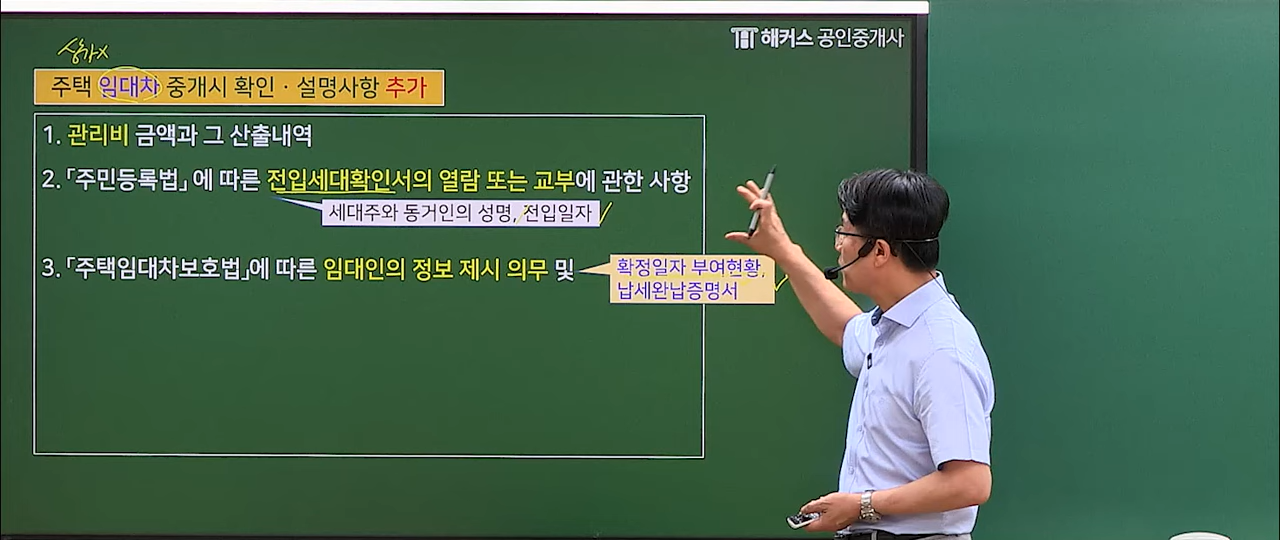 해커스 공인중개사
상가X
주택 임대차 중개시 확인 · 설명사항 추가
1. 관리비 금액과 그 산출내역
2. 「주민등록법」에 따른 전입세대확인서의 열람 또는 교부에 관한 사항
세대주와 동거인의 성명, 전입일자
3. 「주택임대차보호법」에 따른 임대인의 정보 제시 의무 및
확정일자 부여현황,
납세완납증명서